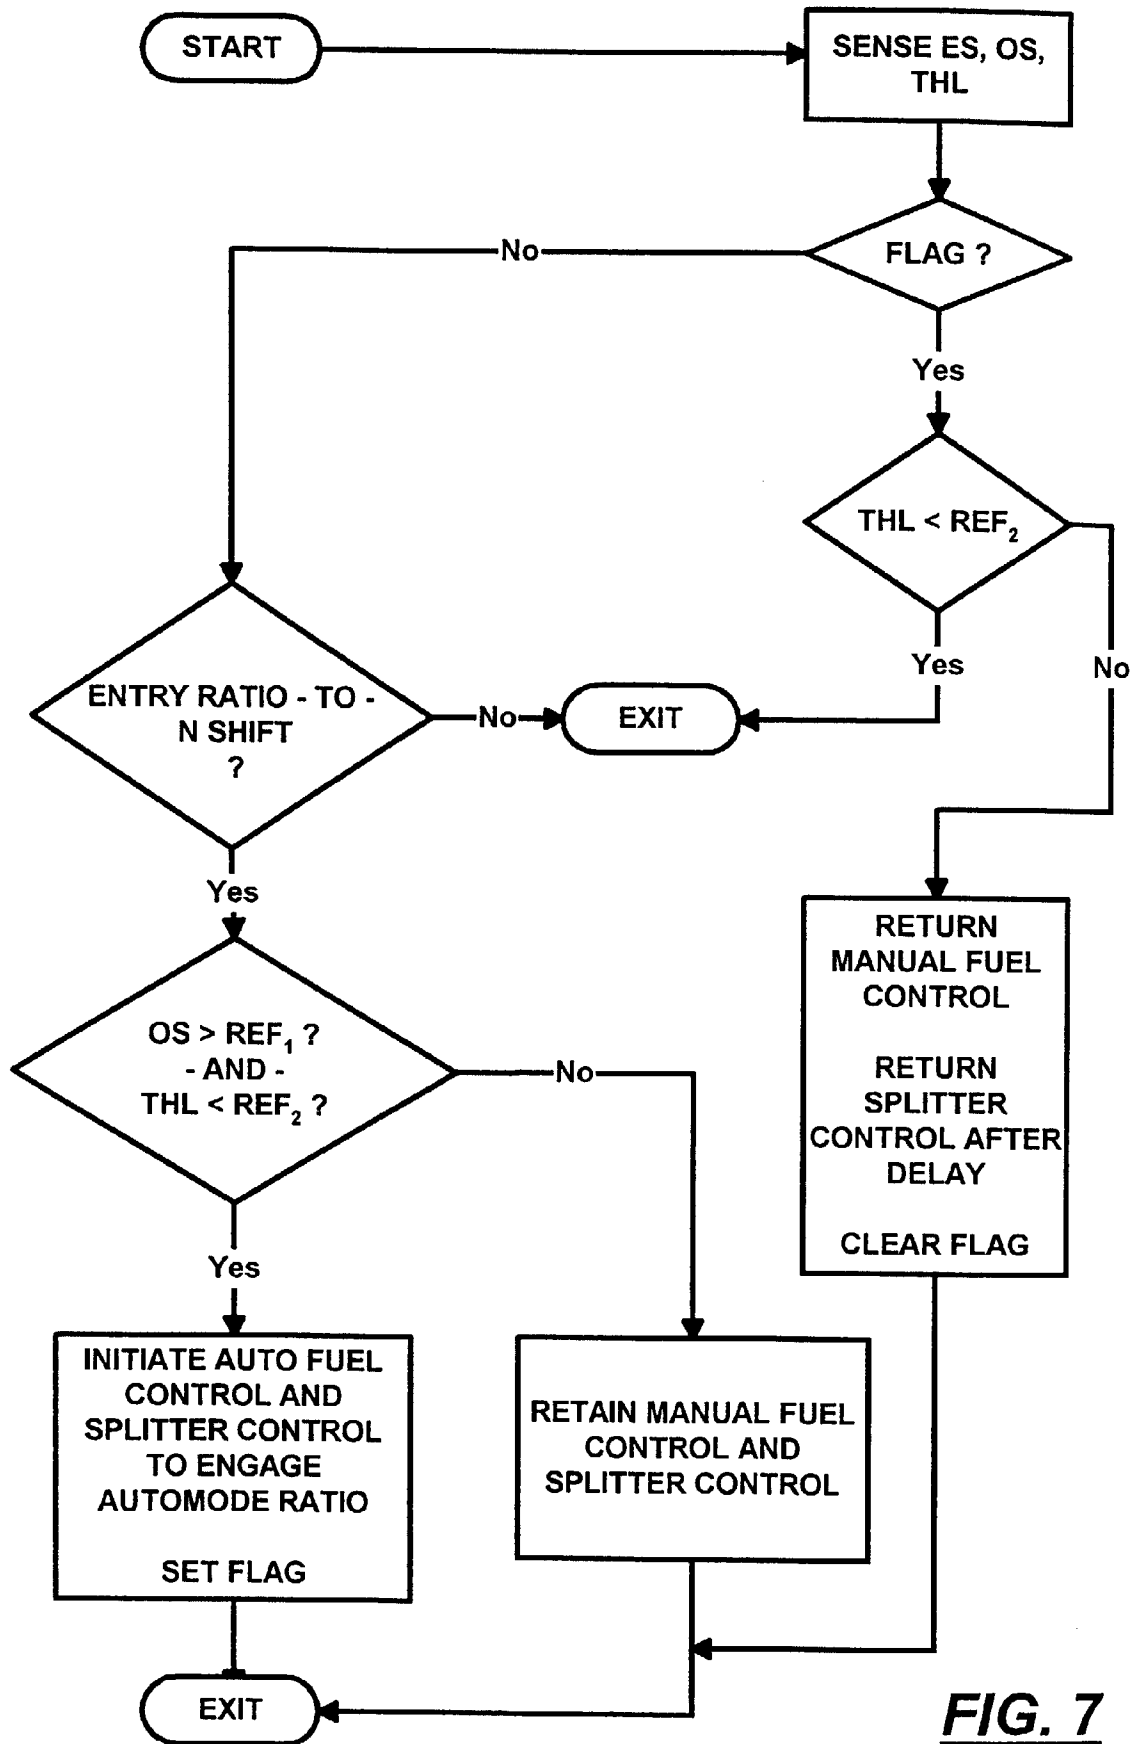 START
SENSE ES, OS,
THL
FLAG ?
No
Yes
THL < REF₂
Yes
No
ENTRY RATIO - TO -
N SHIFT
?
No
EXIT
Yes
OS > REF₁ ?
- AND -
THL < REF₂ ?
No
Yes
RETURN
MANUAL FUEL
CONTROL
RETURN
SPLITTER
CONTROL AFTER
DELAY
CLEAR FLAG
INITIATE AUTO FUEL
CONTROL AND
SPLITTER CONTROL
TO ENGAGE
AUTOMODE RATIO
SET FLAG
RETAIN MANUAL FUEL
CONTROL AND
SPLITTER CONTROL
EXIT
FIG. 7